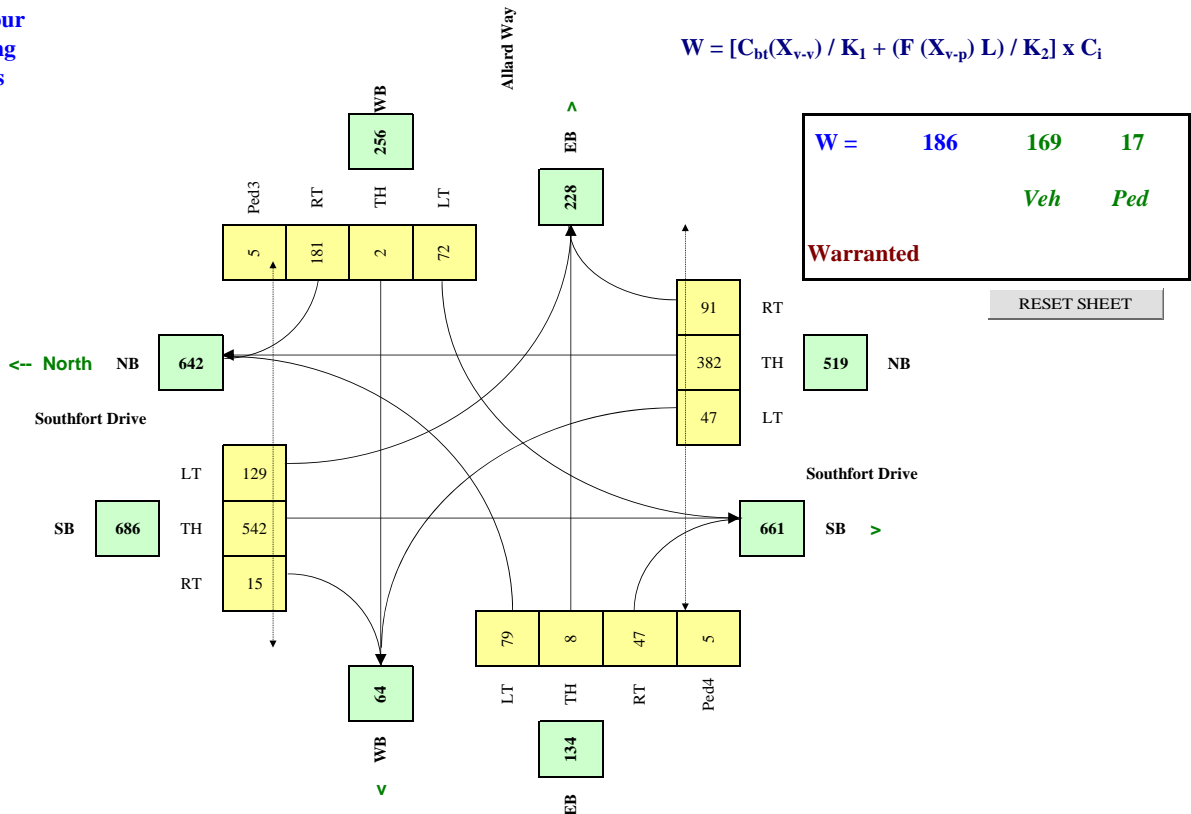 ur
ng
s
Allard Way
W = [Cbt(Xv-v) / K1 + (F (Xv-p) L) / K2] x Ci
WB
256
^
EB
228
W = 186 169 17
Veh Ped
Warranted
RESET SHEET
Ped3 RT TH LT
5 181 2 72
91 RT
<-- North NB 642
382 TH 519 NB
47 LT
Southfort Drive
LT 129
Southfort Drive
SB 686 TH 542
661 SB >
RT 15
79 8 47 5
LT TH RT Ped4
64
WB
v
134
EB